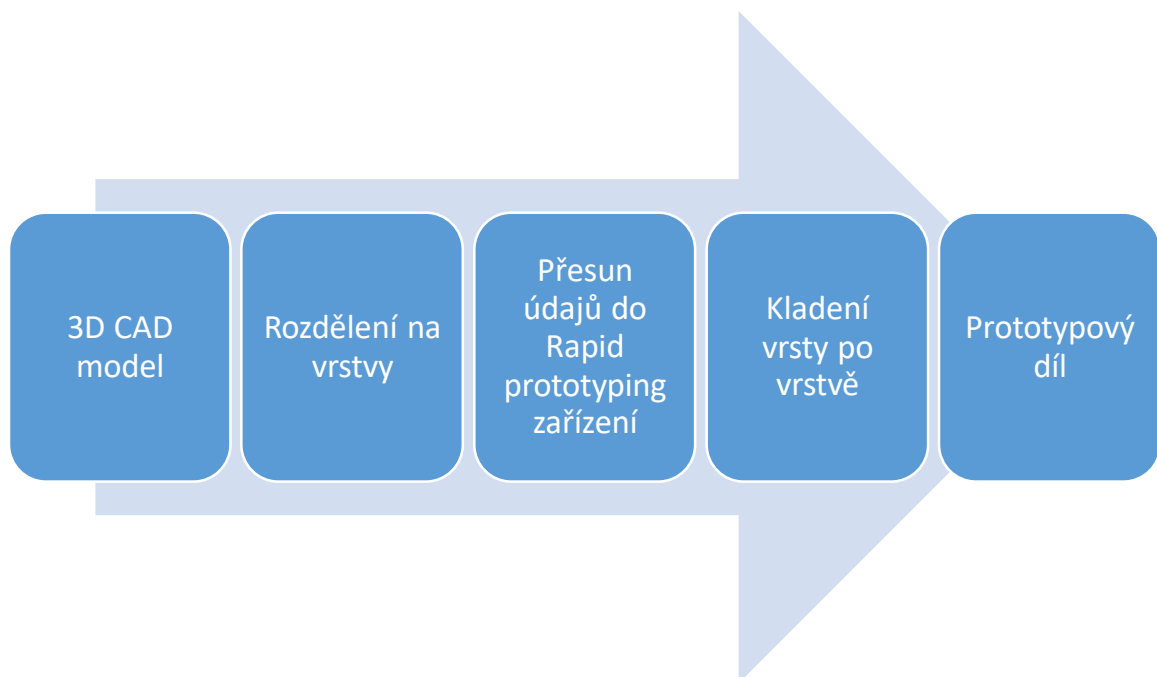 3D CAD
model
Rozdělení na
vrstvy
Přesun
údajů do
Rapid
prototyping
zařízení
Kladení
vrsty po
vrstvě
Prototypový
díl